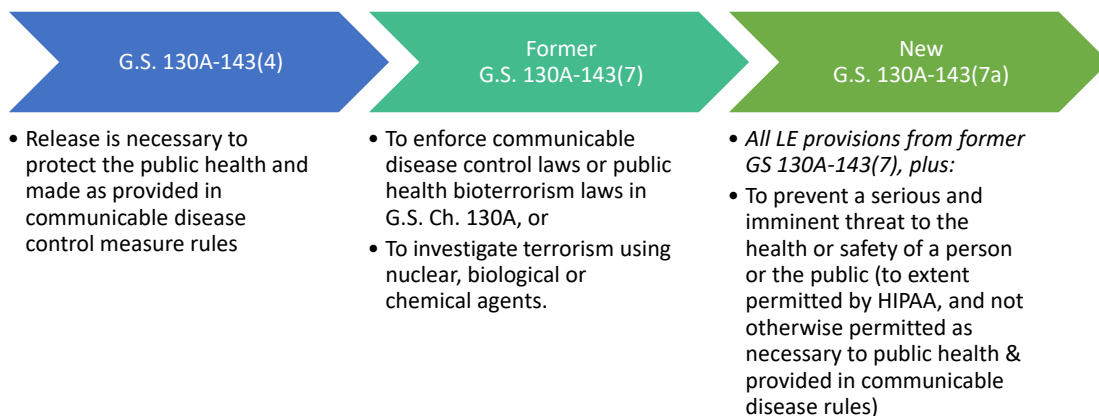 G.S. 130A-143(4)
• Release is necessary to
protect the public health and
made as provided in
communicable disease
control measure rules
Former
G.S. 130A-143(7)
• To enforce communicable
disease control laws or public
health bioterrorism laws in
G.S. Ch. 130A, or
• To investigate terrorism using
nuclear, biological or
chemical agents.
New
G.S. 130A-143(7a)
• All LE provisions from former
GS 130A-143(7), plus:
• To prevent a serious and
imminent threat to the
health or safety of a person
or the public (to extent
permitted by HIPAA, and not
otherwise permitted as
necessary to public health &
provided in communicable
disease rules)